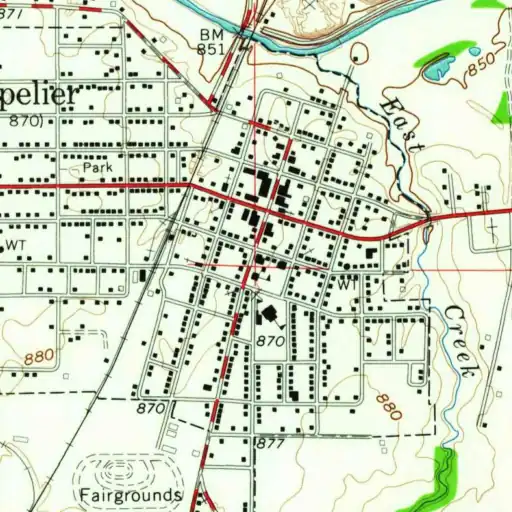 871
BM
851
850
pelier
870)
East
Park
WT
WT
Creek
880
870
880
870
877
Fairgrounds